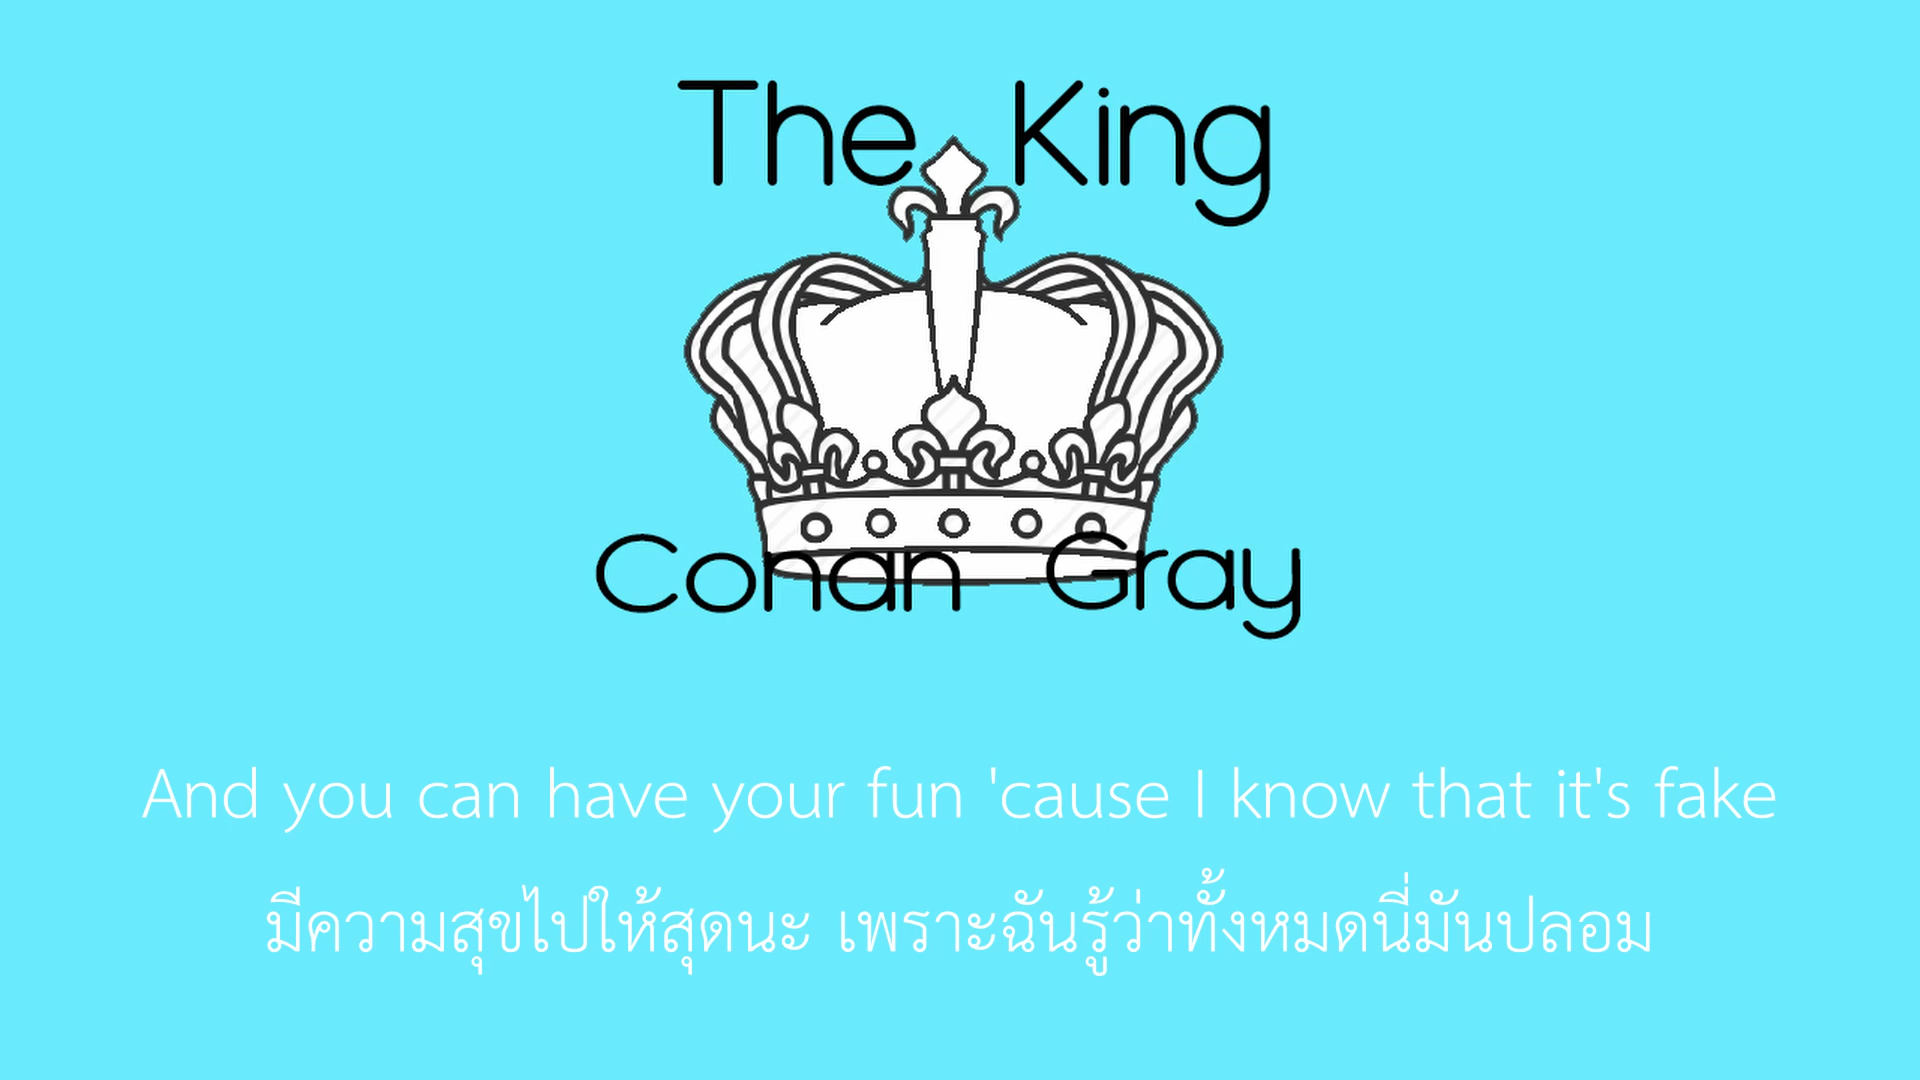 The King
Conan Gray
And you can have your fun 'cause I know that it's fake
มีความสุขไปให้สุดนะ เพราะฉันรู้ว่าทั้งหมดนี่มันปลอม